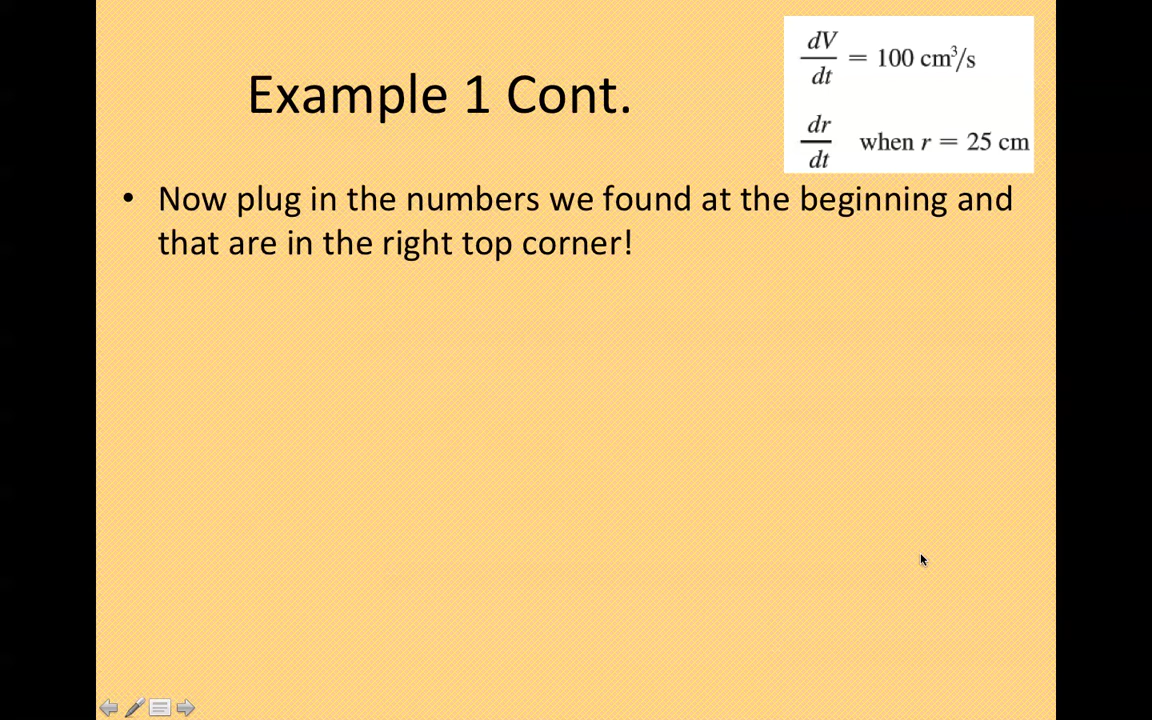 dV/dt = 100 cm³/s
Example 1 Cont.
dr/dt when r = 25 cm
• Now plug in the numbers we found at the beginning and
that are in the right top corner!